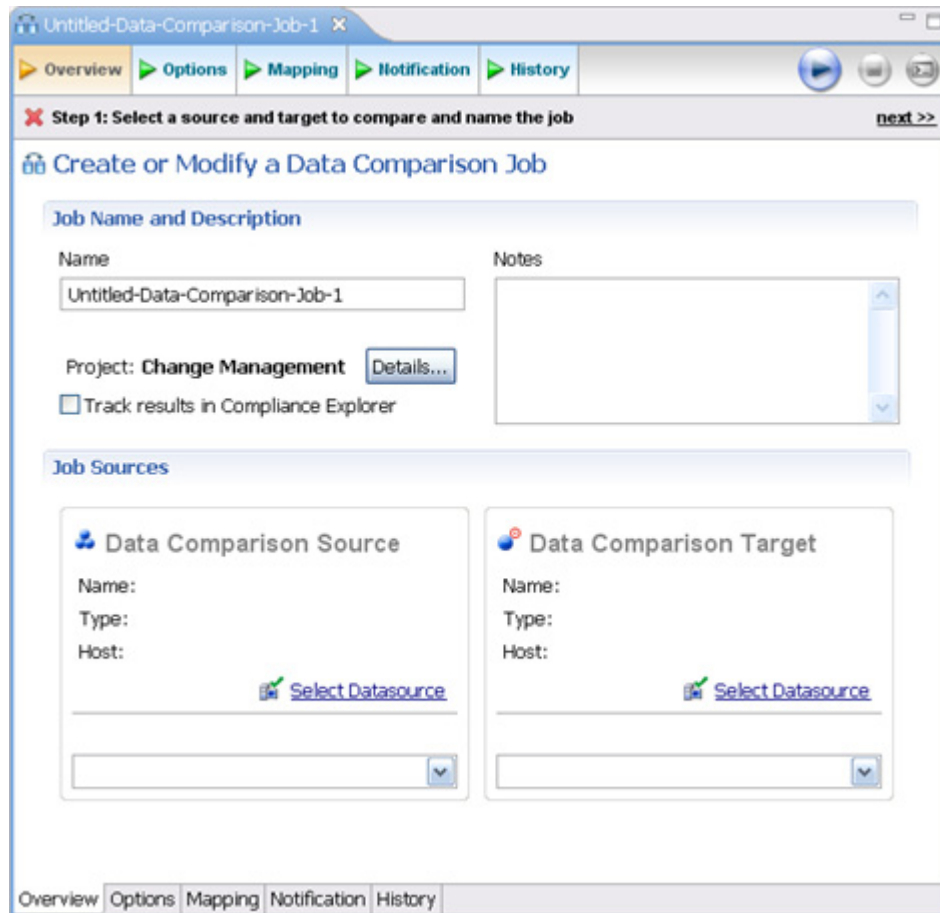 Untitled-Data-Comparison-Job-1
Overview Options Mapping Notification History
Step 1: Select a source and target to compare and name the job next >>
Create or Modify a Data Comparison Job
Job Name and Description
Name Notes
Untitled-Data-Comparison-Job-1
Project: Change Management Details...
Track results in Compliance Explorer
Job Sources
Data Comparison Source
Name:
Type:
Host:
Select Datasource
Data Comparison Target
Name:
Type:
Host:
Select Datasource
Overview Options Mapping Notification History